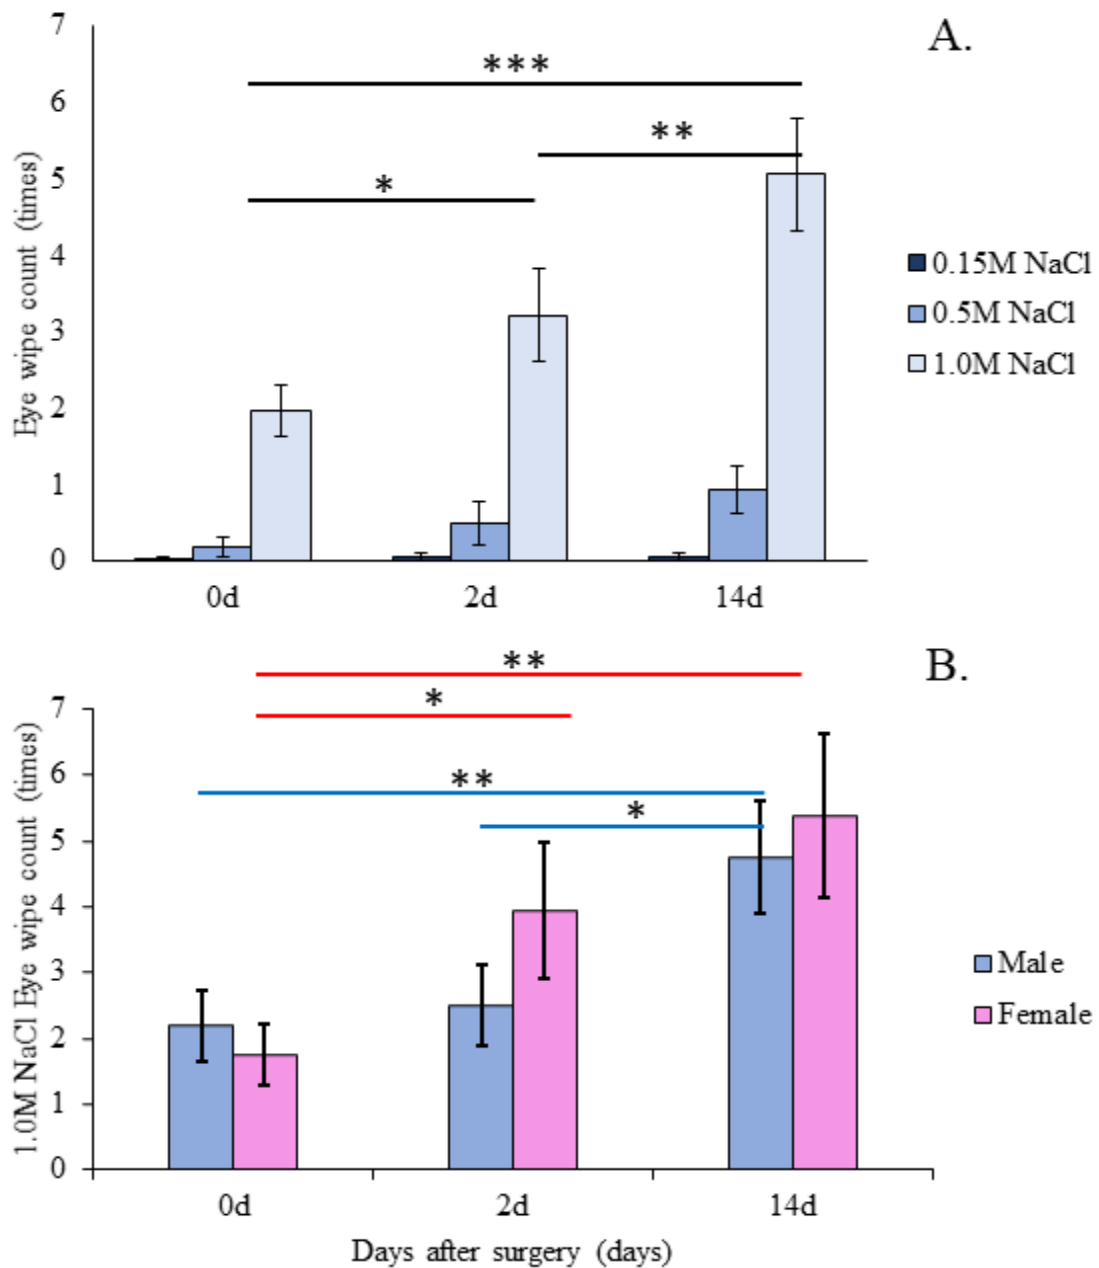 A.
7
6
5
4
3
2
1
0
Eye wipe count (times)
***
**
*
0d 2d 14d
0.15M NaCl
0.5M NaCl
1.0M NaCl
B.
7
6
5
4
3
2
1
0
1.0M NaCl Eye wipe count (times)
**
*
**
*
0d 2d 14d
Days after surgery (days)
Male
Female